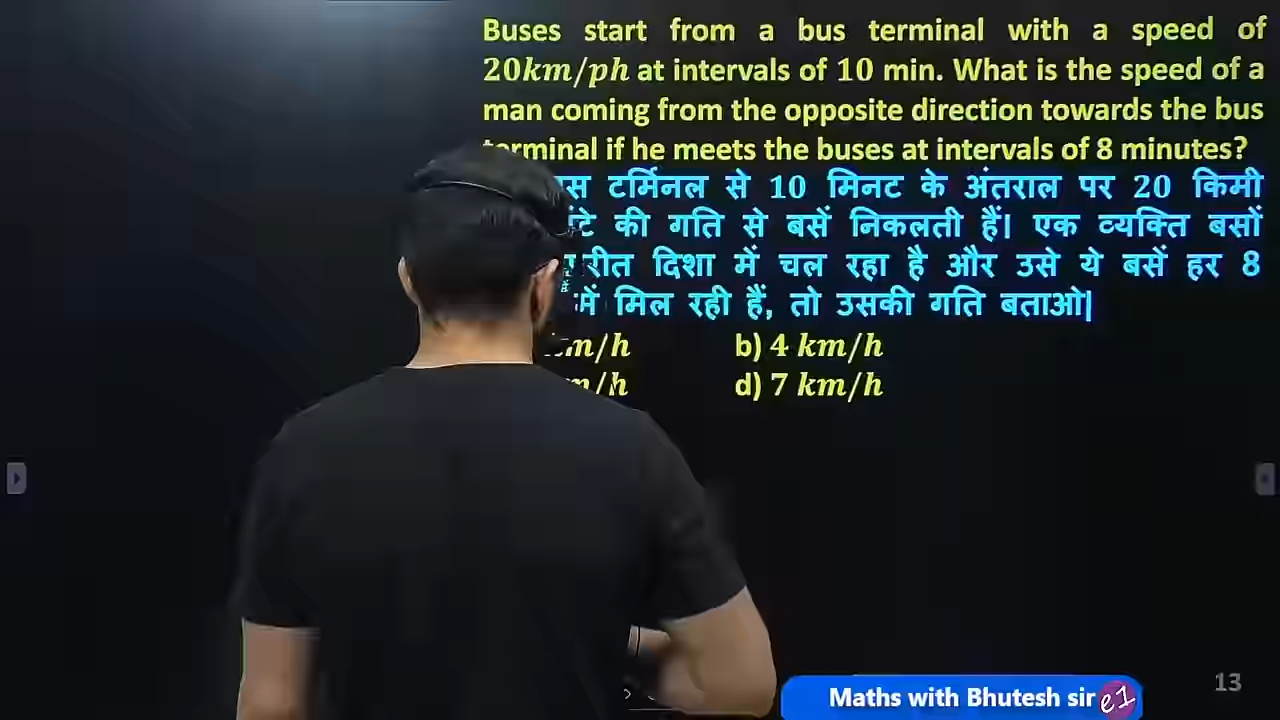 Buses start from a bus terminal with a speed of
20km/ph at intervals of 10 min. What is the speed of a
man coming from the opposite direction towards the bus
terminal if he meets the buses at intervals of 8 minutes?
टर्मिनल से 10 मिनट के अंतराल पर 20 किमी
की गति से बसें निकलती हैं। एक व्यक्ति बसों
दिशा में चल रहा है और उसे ये बसें हर 8
में मिल रही हैं, तो उसकी गति बताओ|
km/h b) 4 km/h
m/h d) 7 km/h
Maths with Bhutesh sir e1
13